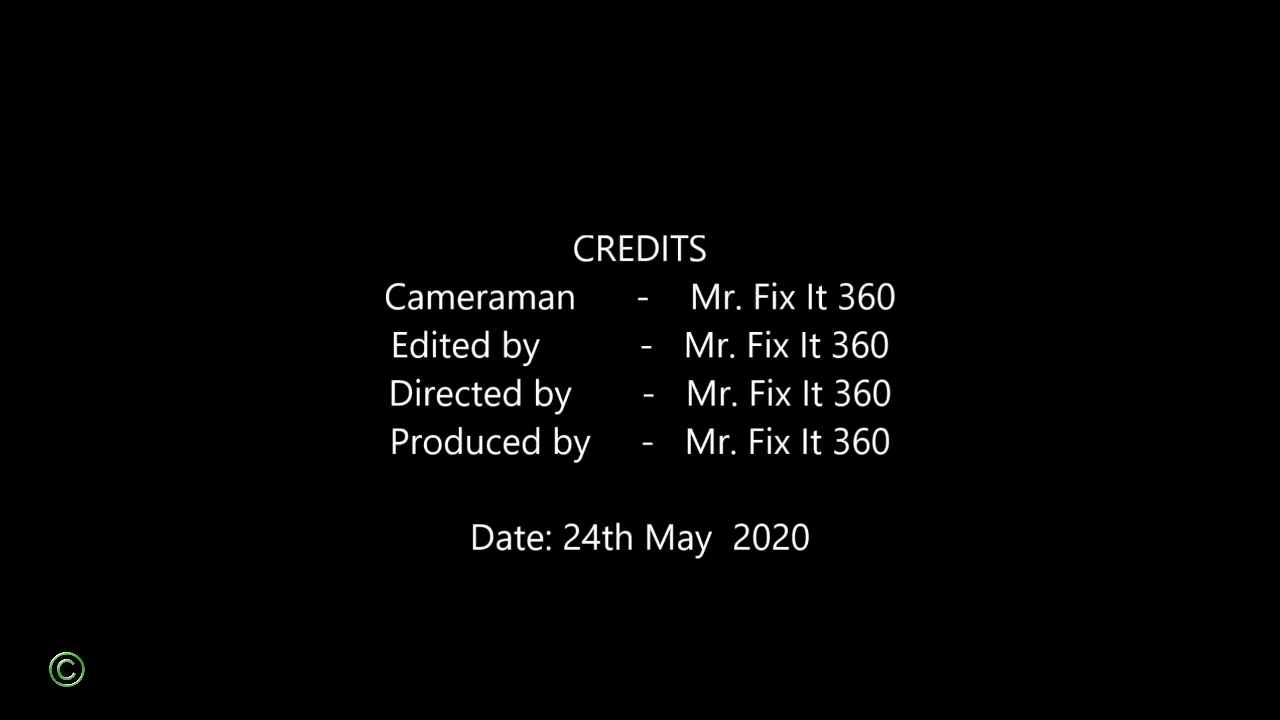 CREDITS
Cameraman - Mr. Fix It 360
Edited by - Mr. Fix It 360
Directed by - Mr. Fix It 360
Produced by - Mr. Fix It 360
Date: 24th May 2020
©